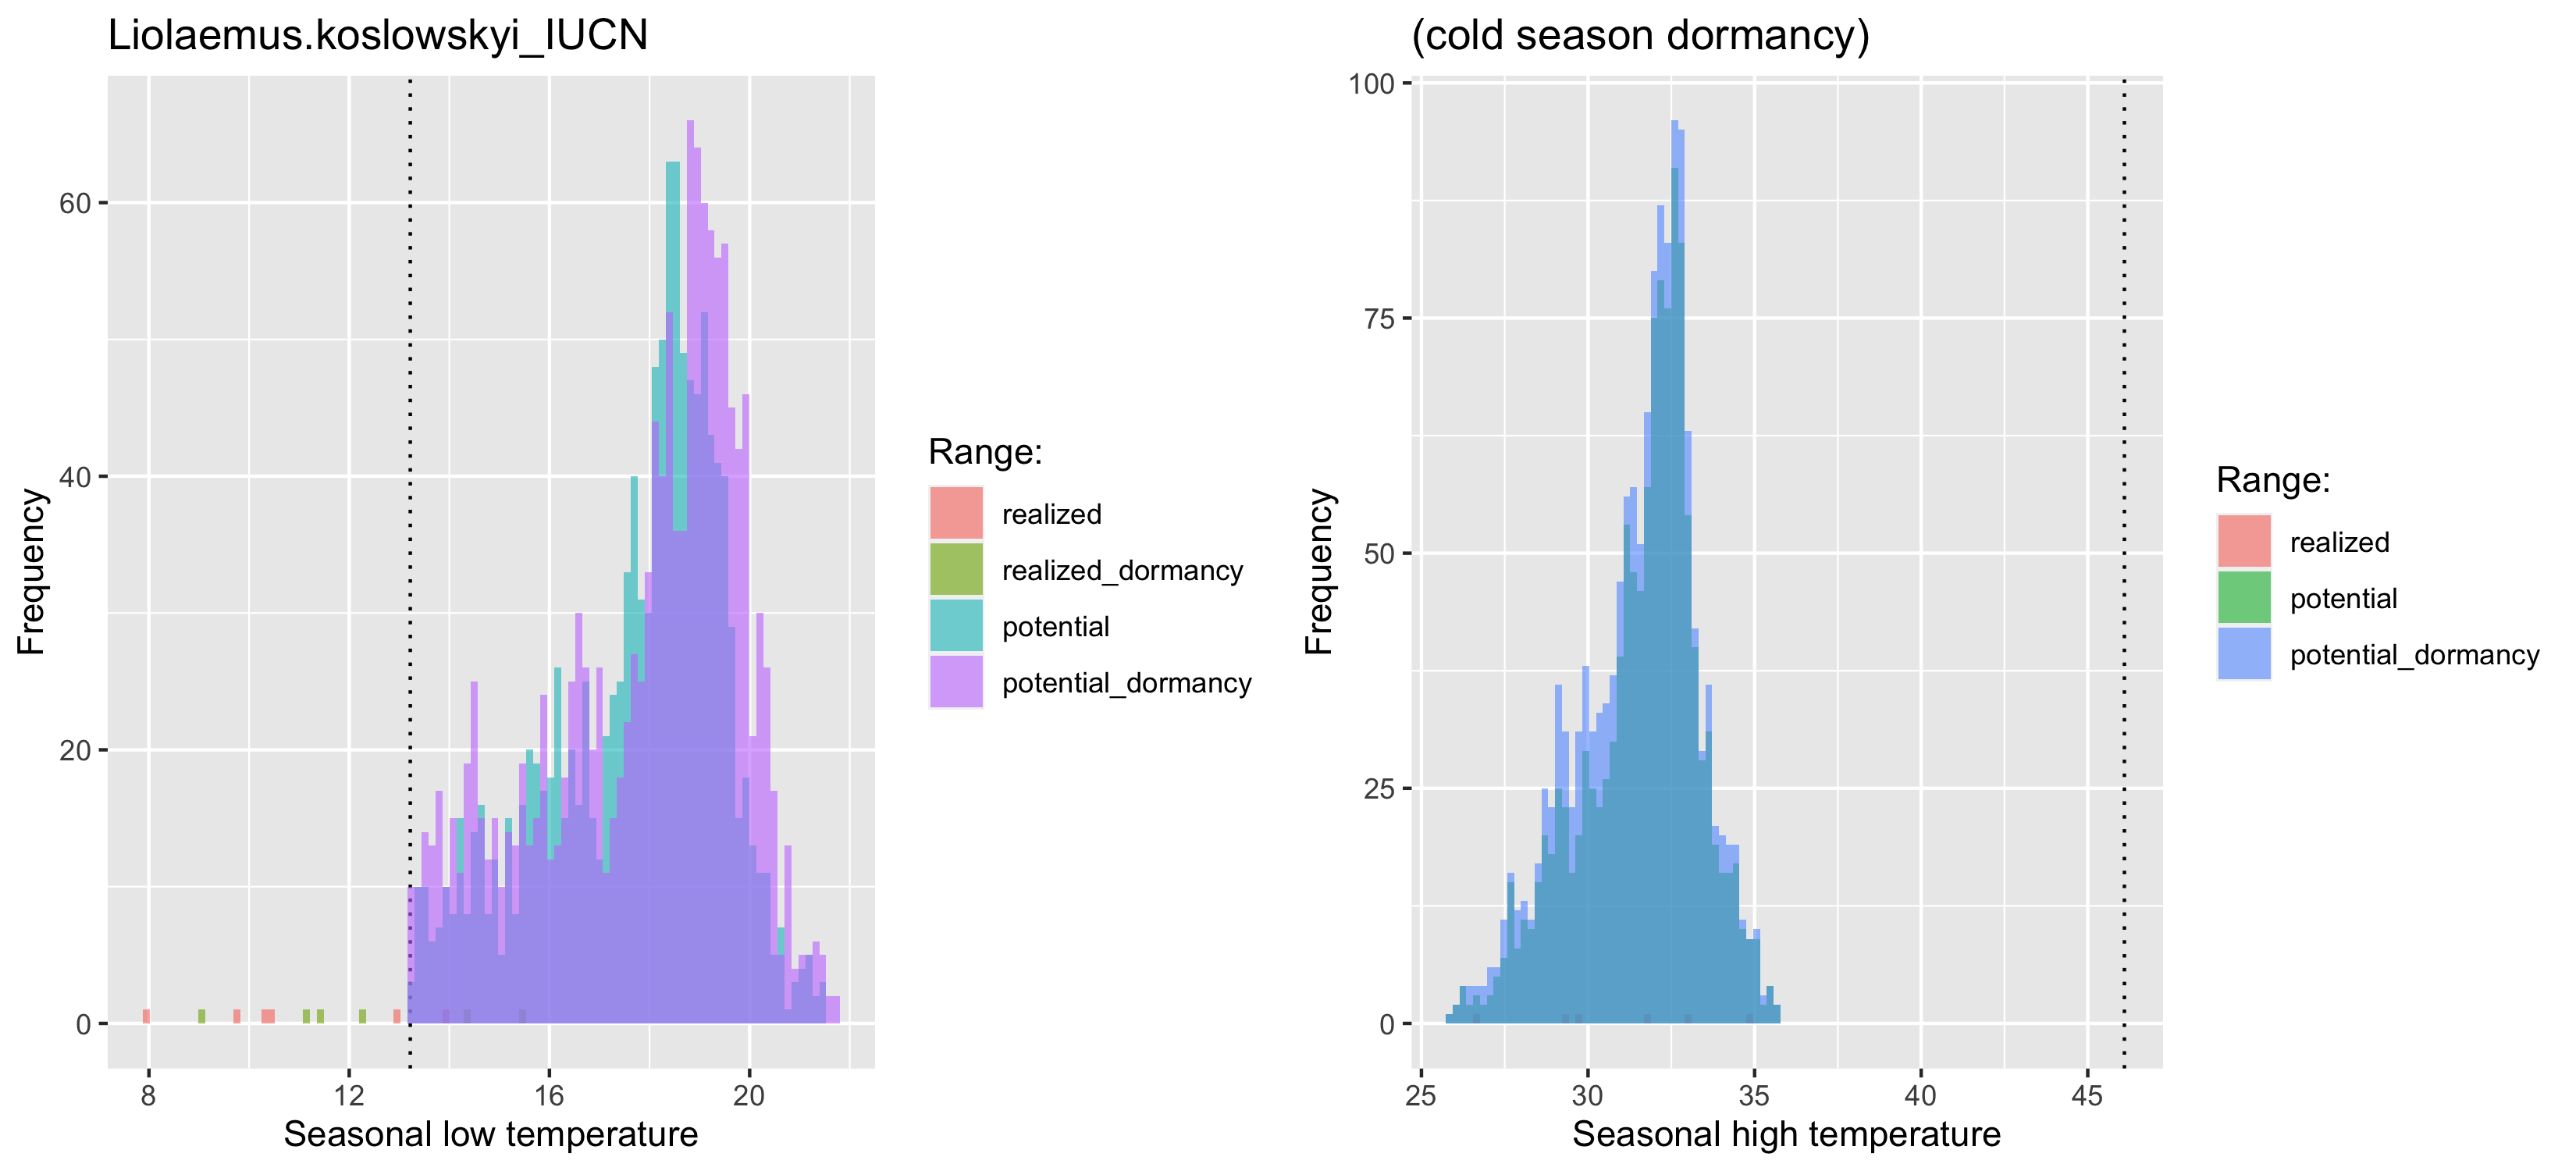 Liolaemus.koslowskyi_IUCN
Frequency
60
40
20
0
8 12 16 20
Seasonal low temperature
Range:
realized
realized_dormancy
potential
potential_dormancy
(cold season dormancy)
Frequency
100
75
50
25
0
25 30 35 40 45
Seasonal high temperature
Range:
realized
potential
potential_dormancy